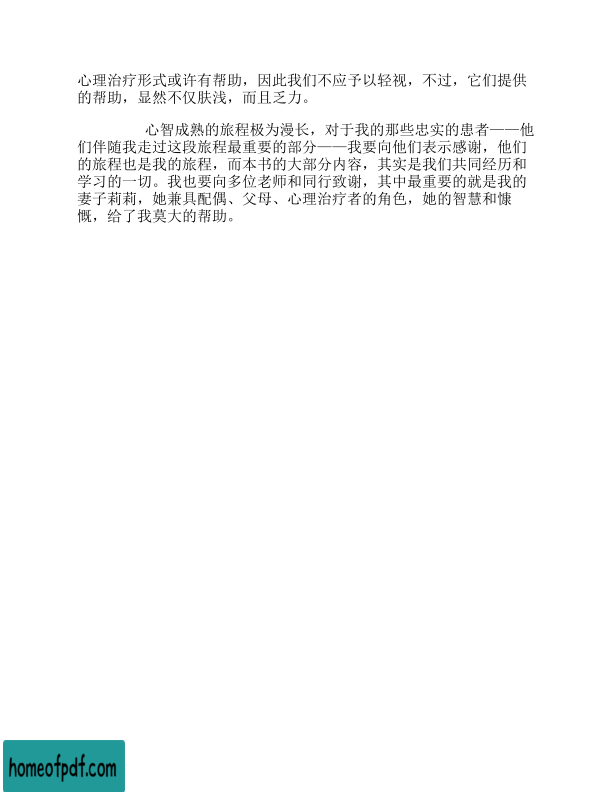 心理治疗形式或许有帮助，因此我们不应予以轻视，不过，它们提供
的帮助，显然不仅肤浅，而且乏力。
心智成熟的旅程极为漫长，对于我的那些忠实的患者——他
们伴随我走过这段旅程最重要的部分——我要向他们表示感谢，他们
的旅程也是我的旅程，而本书的大部分内容，其实是我们共同经历和
学习的一切。我也要向多位老师和同行致谢，其中最重要的就是我的
妻子莉莉，她兼具配偶、父母、心理治疗者的角色，她的智慧和慷
慨，给了我莫大的帮助。
homeofpdf.com